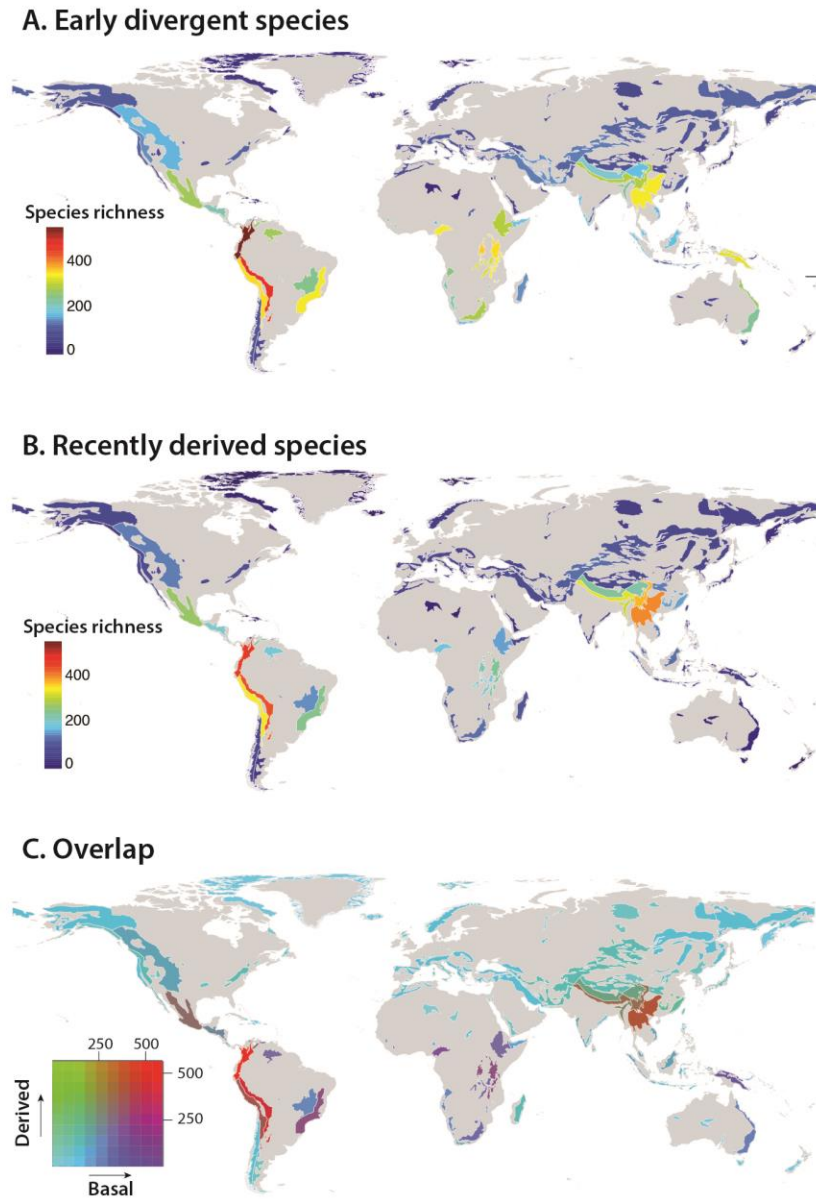 A. Early divergent species
Species richness
400
200
0
B. Recently derived species
Species richness
400
200
0
C. Overlap
250 500
500
250
Derived
Basal